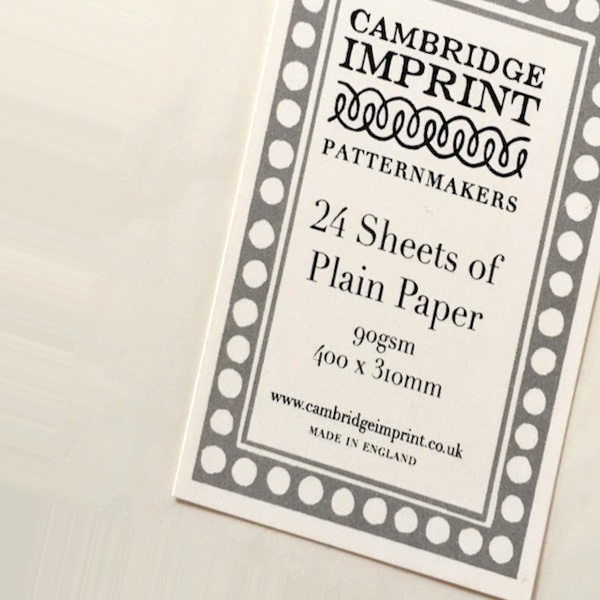 CAMBRIDGE
IMPRINT
PATTERNMAKERS
24 Sheets of
Plain Paper
90gsm
400 x 310mm
www.cambridgeimprint.co.uk
MADE IN ENGLAND